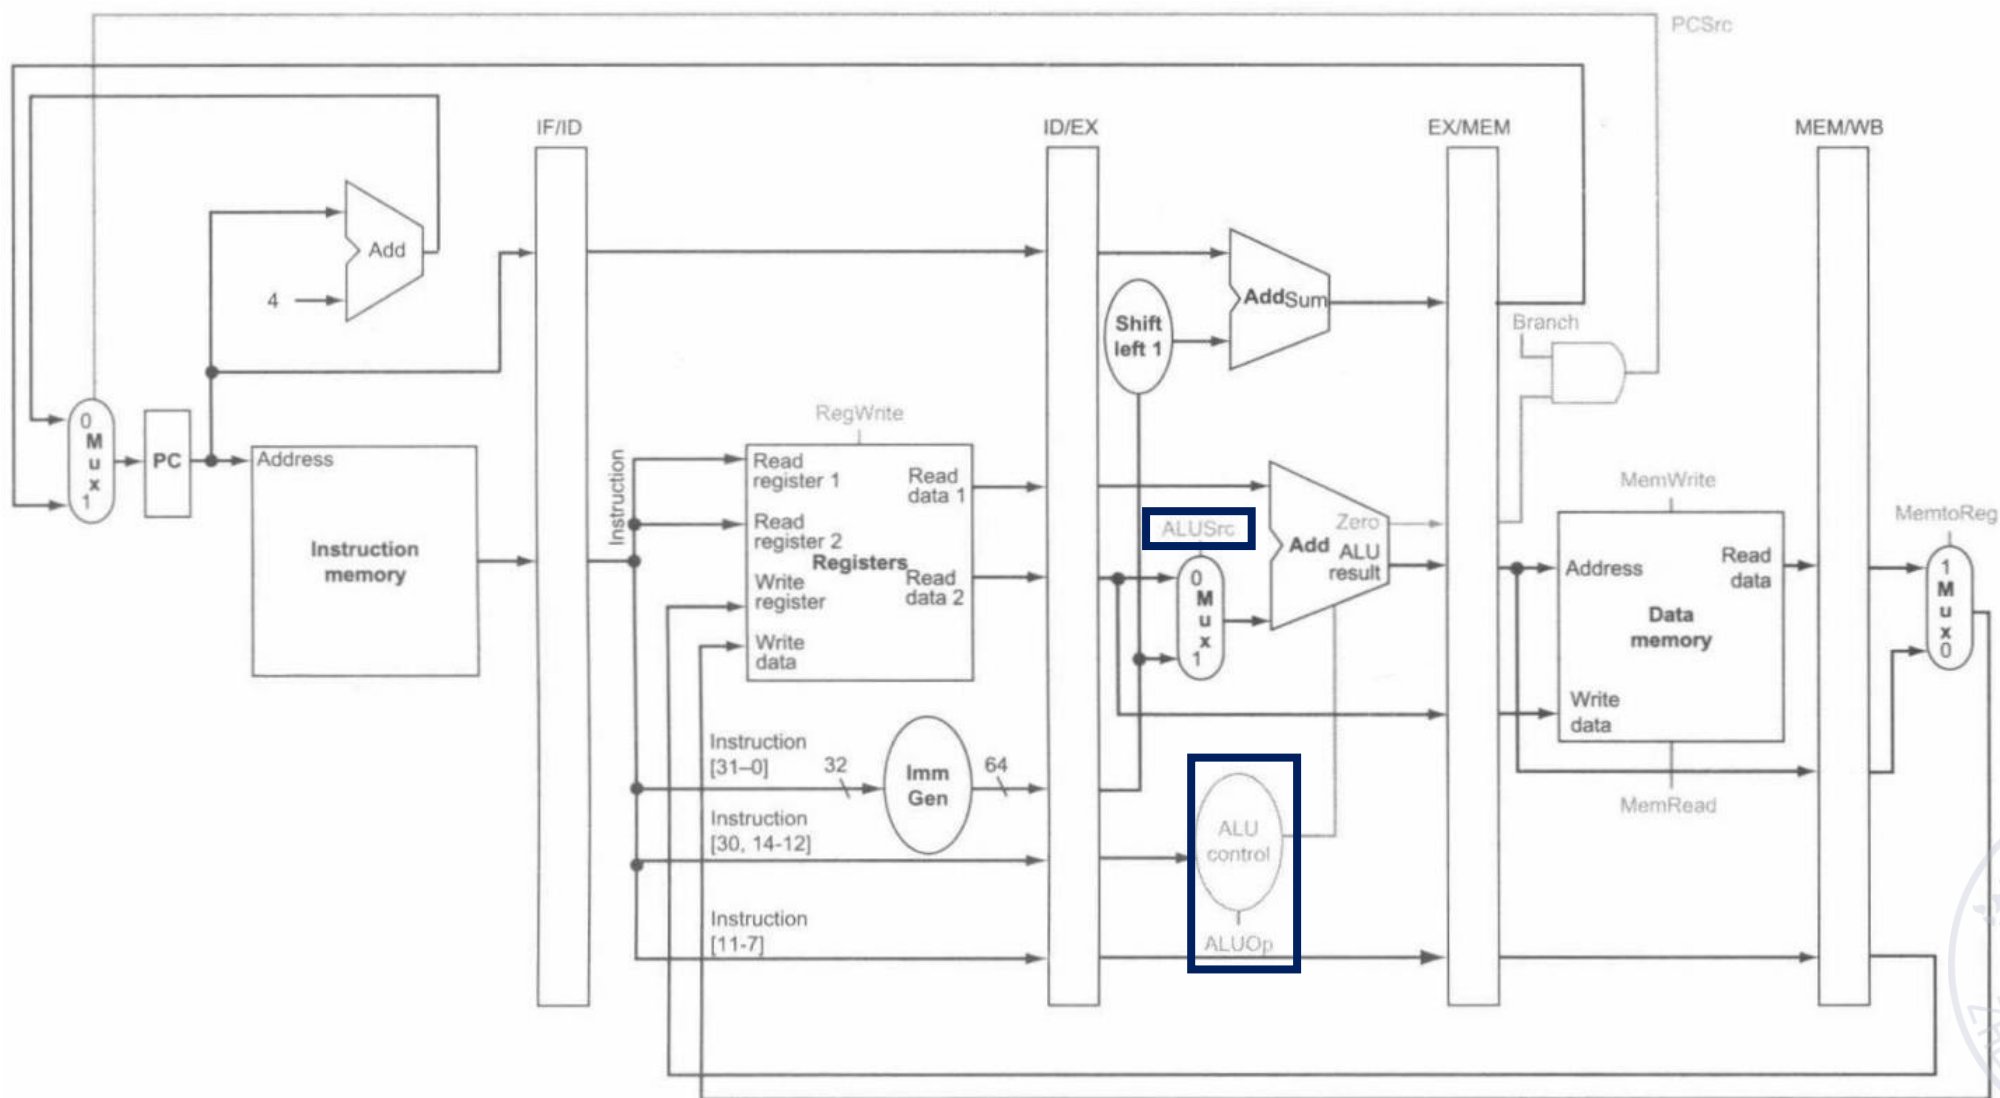 PCSrc
IF/ID
ID/EX
EX/MEM
MEM/WB
Add
4
Shift
left 1
AddSum
Branch
0
M
u
x
1
PC
Address
Instruction
memory
Instruction
RegWrite
Read
register 1
Read
register 2
Write
register
Write
data
Registers
Read
data 1
Read
data 2
ALUSrc
0
M
u
x
1
Add
Zero
ALU
result
MemWrite
Address
Read
data
Data
memory
Write
data
MemRead
MemtoReg
1
M
u
x
0
Instruction
[31–0]
32
Imm
Gen
64
Instruction
[30, 14-12]
ALU
control
Instruction
[11-7]
ALUOp